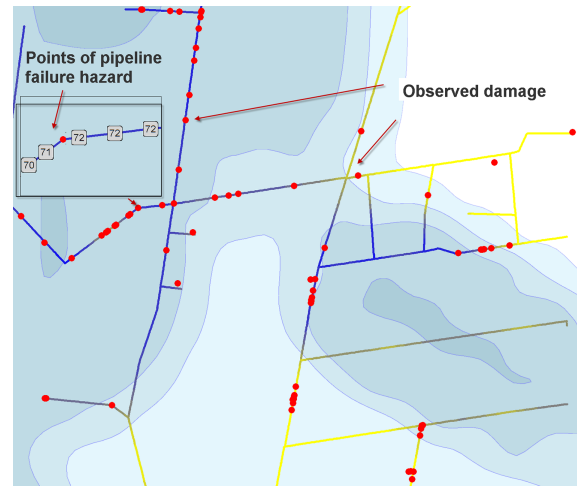 Points of pipeline
failure hazard
Observed damage
70
71
72
72
72